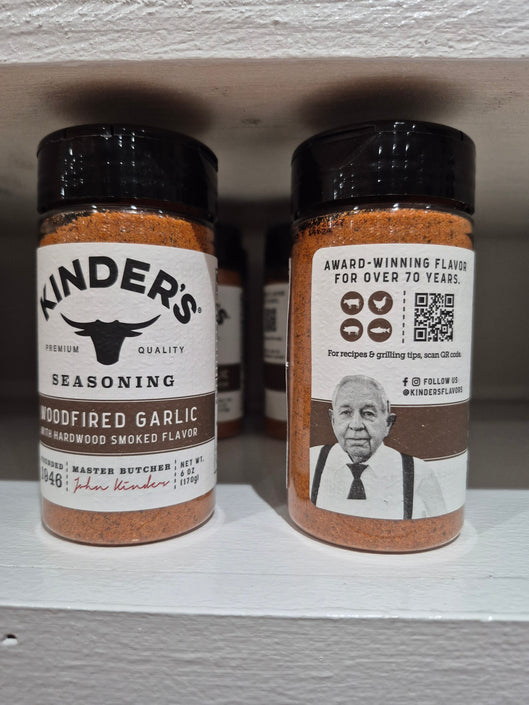 KINDER'S®
PREMIUM QUALITY
SEASONING
WOODFIRED GARLIC
WITH HARDWOOD SMOKED FLAVOR
FOUNDED
1946
MASTER BUTCHER
John Kinder
NET WT.
6 OZ
(170g)
AWARD-WINNING FLAVOR
FOR OVER 70 YEARS.
For recipes & grilling tips, scan QR code.
FOLLOW US
@KINDERSFLAVORS